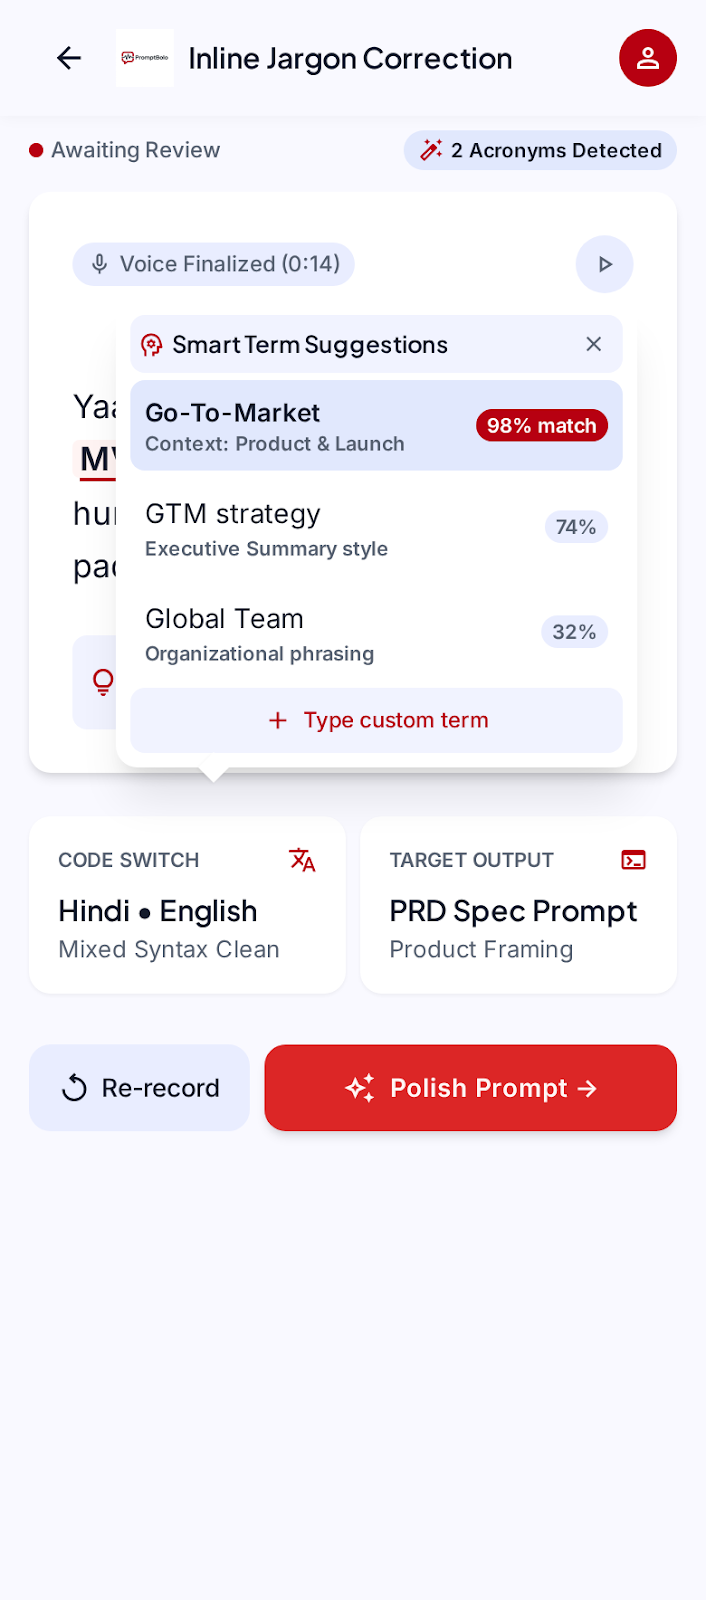 PromptBolo
Inline Jargon Correction
Awaiting Review
2 Acronyms Detected
Voice Finalized (0:14)
Smart Term Suggestions
Go-To-Market
98% match
Context: Product & Launch
GTM strategy
74%
Executive Summary style
Global Team
32%
Organizational phrasing
+ Type custom term
CODE SWITCH
Hindi • English
Mixed Syntax Clean
TARGET OUTPUT
PRD Spec Prompt
Product Framing
Re-record
Polish Prompt →